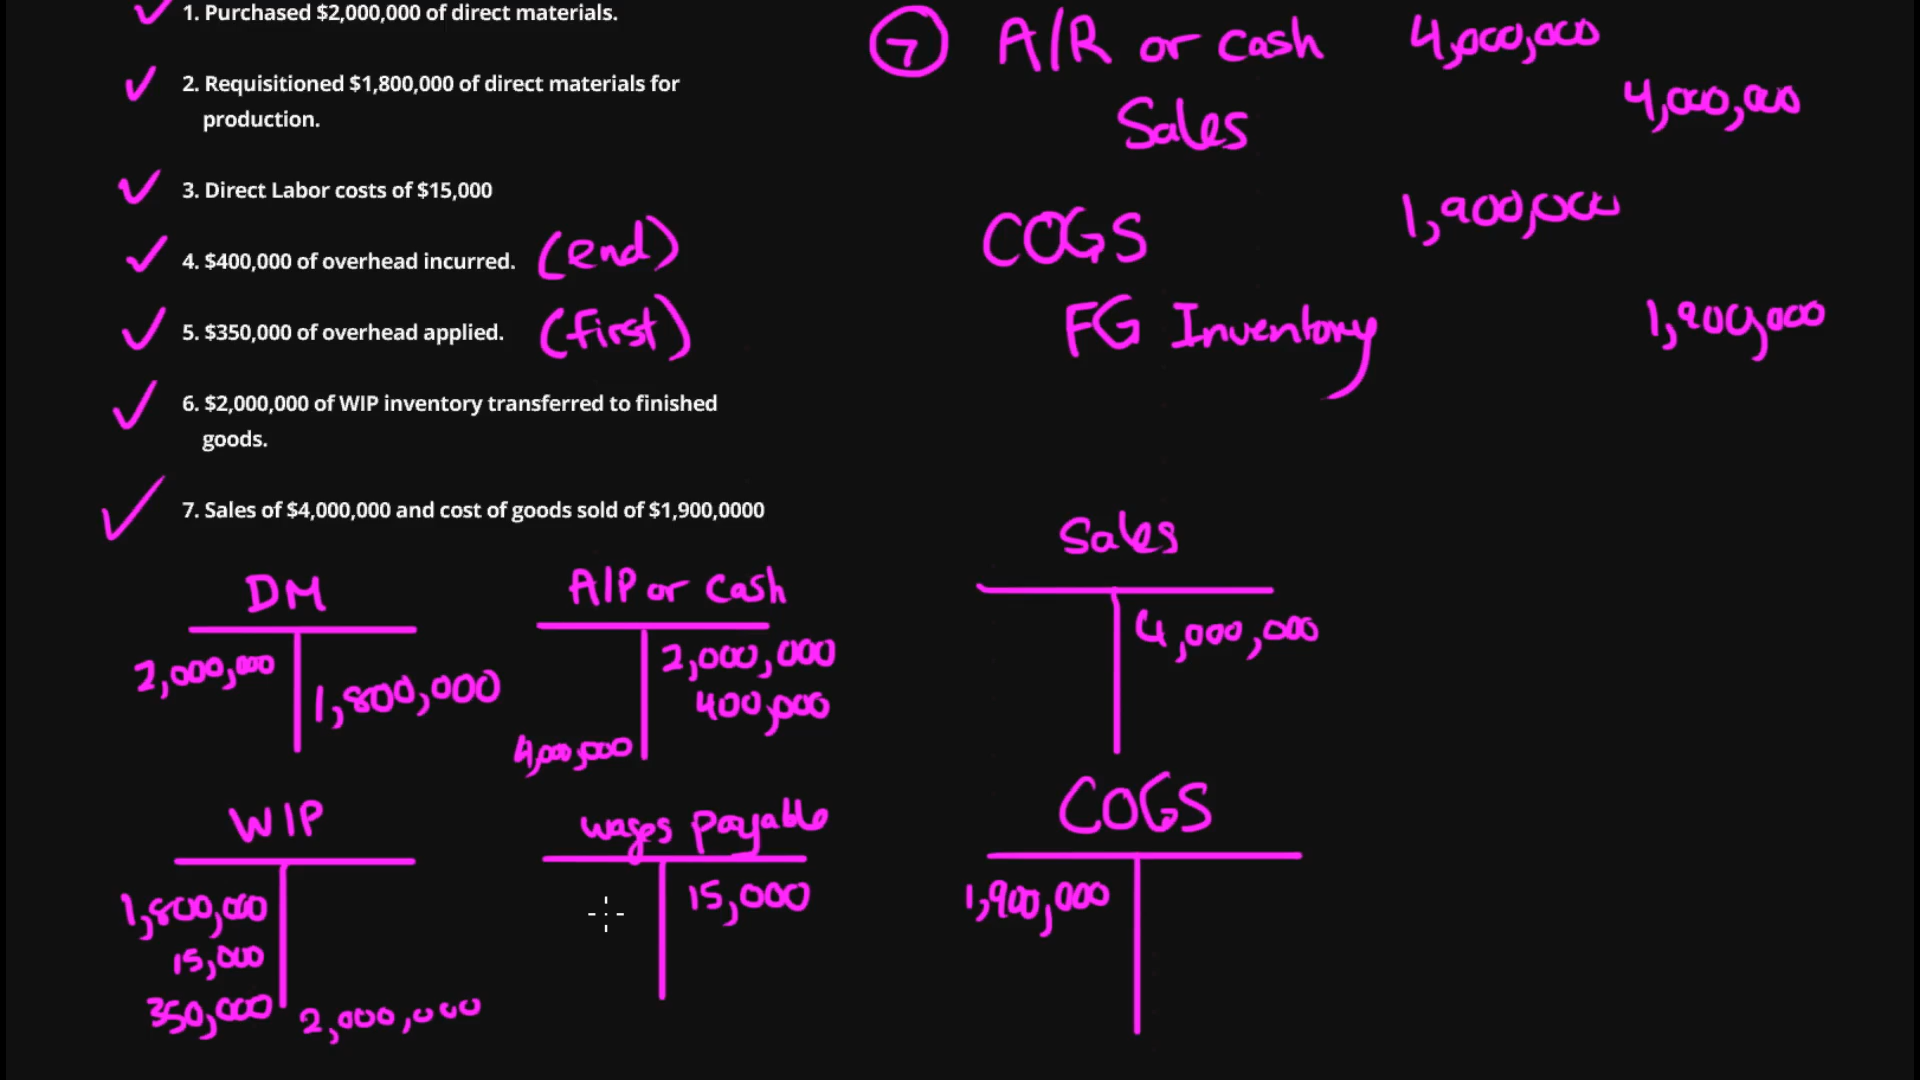 1. Purchased $2,000,000 of direct materials.
2. Requisitioned $1,800,000 of direct materials for
production.
3. Direct Labor costs of $15,000
4. $400,000 of overhead incurred. (end)
5. $350,000 of overhead applied. (first)
6. $2,000,000 of WIP inventory transferred to finished
goods.
7. Sales of $4,000,000 and cost of goods sold of $1,900,0000
7 A/R or cash 4,000,000
Sales 4,000,000
COGS 1,900,000
FG Inventory 1,900,000
DM
2,000,000
1,800,000
A/P or cash
2,000,000
400,000
4,000,000
Sales
4,000,000
WIP
1,800,000
15,000
350,000
2,000,000
wages payable
15,000
COGS
1,900,000